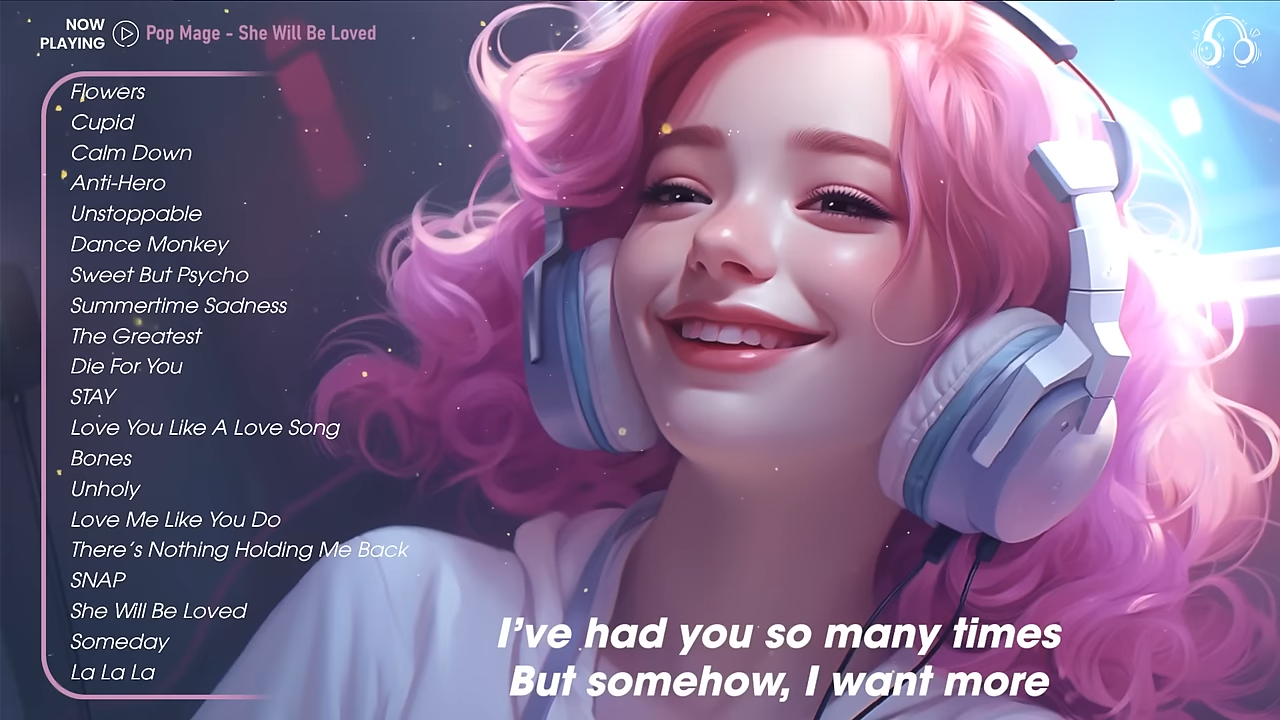 NOW
PLAYING
Pop Mage - She Will Be Loved
Flowers
Cupid
Calm Down
Anti-Hero
Unstoppable
Dance Monkey
Sweet But Psycho
Summertime Sadness
The Greatest
Die For You
STAY
Love You Like A Love Song
Bones
Unholy
Love Me Like You Do
There's Nothing Holding Me Back
SNAP
She Will Be Loved
Someday
La La La
I've had you so many times
But somehow, I want more